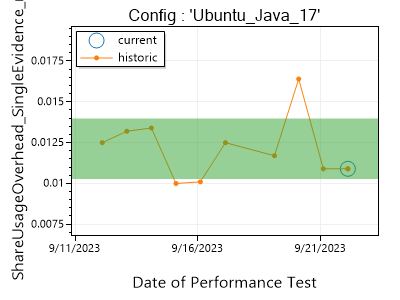 Config : 'Ubuntu_Java_17'
current
historic
ShareUsageOverhead_SingleEvidence_
0.0175
0.015
0.0125
0.01
0.0075
9/11/2023
9/16/2023
9/21/2023
Date of Performance Test